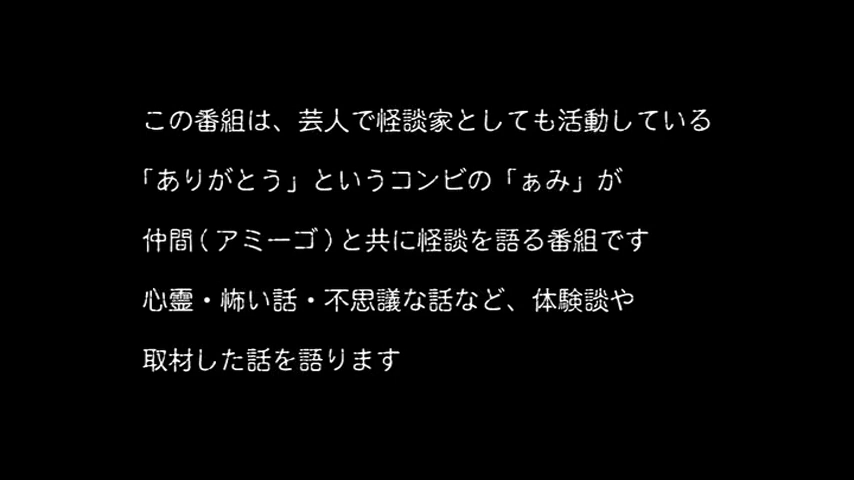 この番組は、芸人で怪談家としても活動している
「ありがとう」というコンビの「ぁみ」が
仲間(アミーゴ)と共に怪談を語る番組です
心霊・怖い話・不思議な話など、体験談や
取材した話を語ります